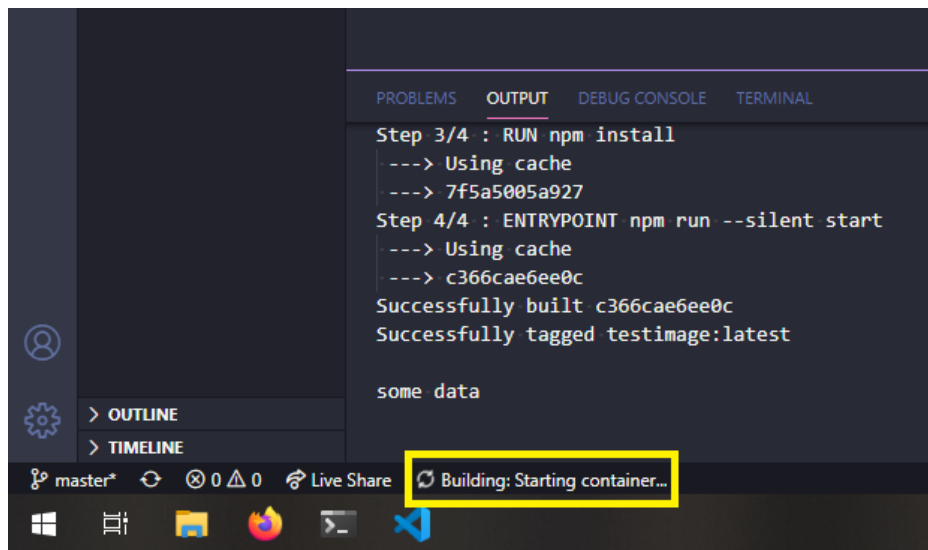 PROBLEMS OUTPUT DEBUG CONSOLE TERMINAL
Step 3/4 : RUN npm install
---> Using cache
---> 7f5a5005a927
Step 4/4 : ENTRYPOINT npm run --silent start
---> Using cache
---> c366cae6ee0c
Successfully built c366cae6ee0c
Successfully tagged testimage:latest
some data
> OUTLINE
> TIMELINE
master* 0 0 Live Share Building: Starting container...